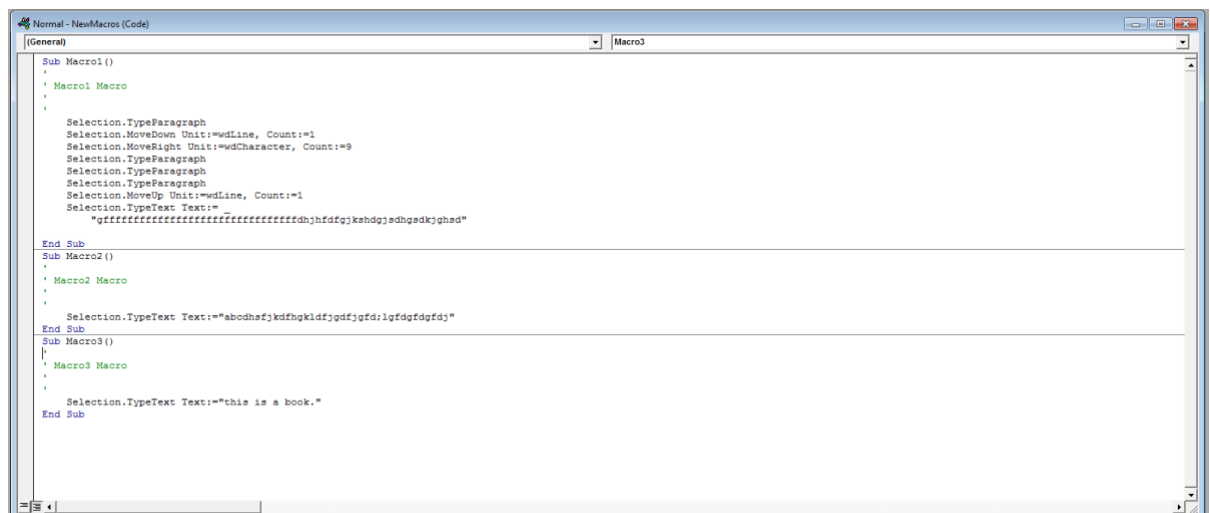 Normal - NewMacros (Code)
(General) Macro3
Sub Macro1()
'
' Macro1 Macro
'
'
Selection.TypeParagraph
Selection.MoveDown Unit:=wdLine, Count:=1
Selection.MoveRight Unit:=wdCharacter, Count:=9
Selection.TypeParagraph
Selection.TypeParagraph
Selection.TypeParagraph
Selection.MoveUp Unit:=wdLine, Count:=1
Selection.TypeText Text:= _
"gffffffffffffffffffffffffffffffffdhjhfdfgjkshdgjsdhgsdkjghsd"
End Sub
Sub Macro2()
'
' Macro2 Macro
'
'
Selection.TypeText Text:="abcdhsfjkdfhgkldfjgdfjgfd;lgfdgfdgfdj"
End Sub
Sub Macro3()
'
' Macro3 Macro
'
'
Selection.TypeText Text:="this is a book."
End Sub